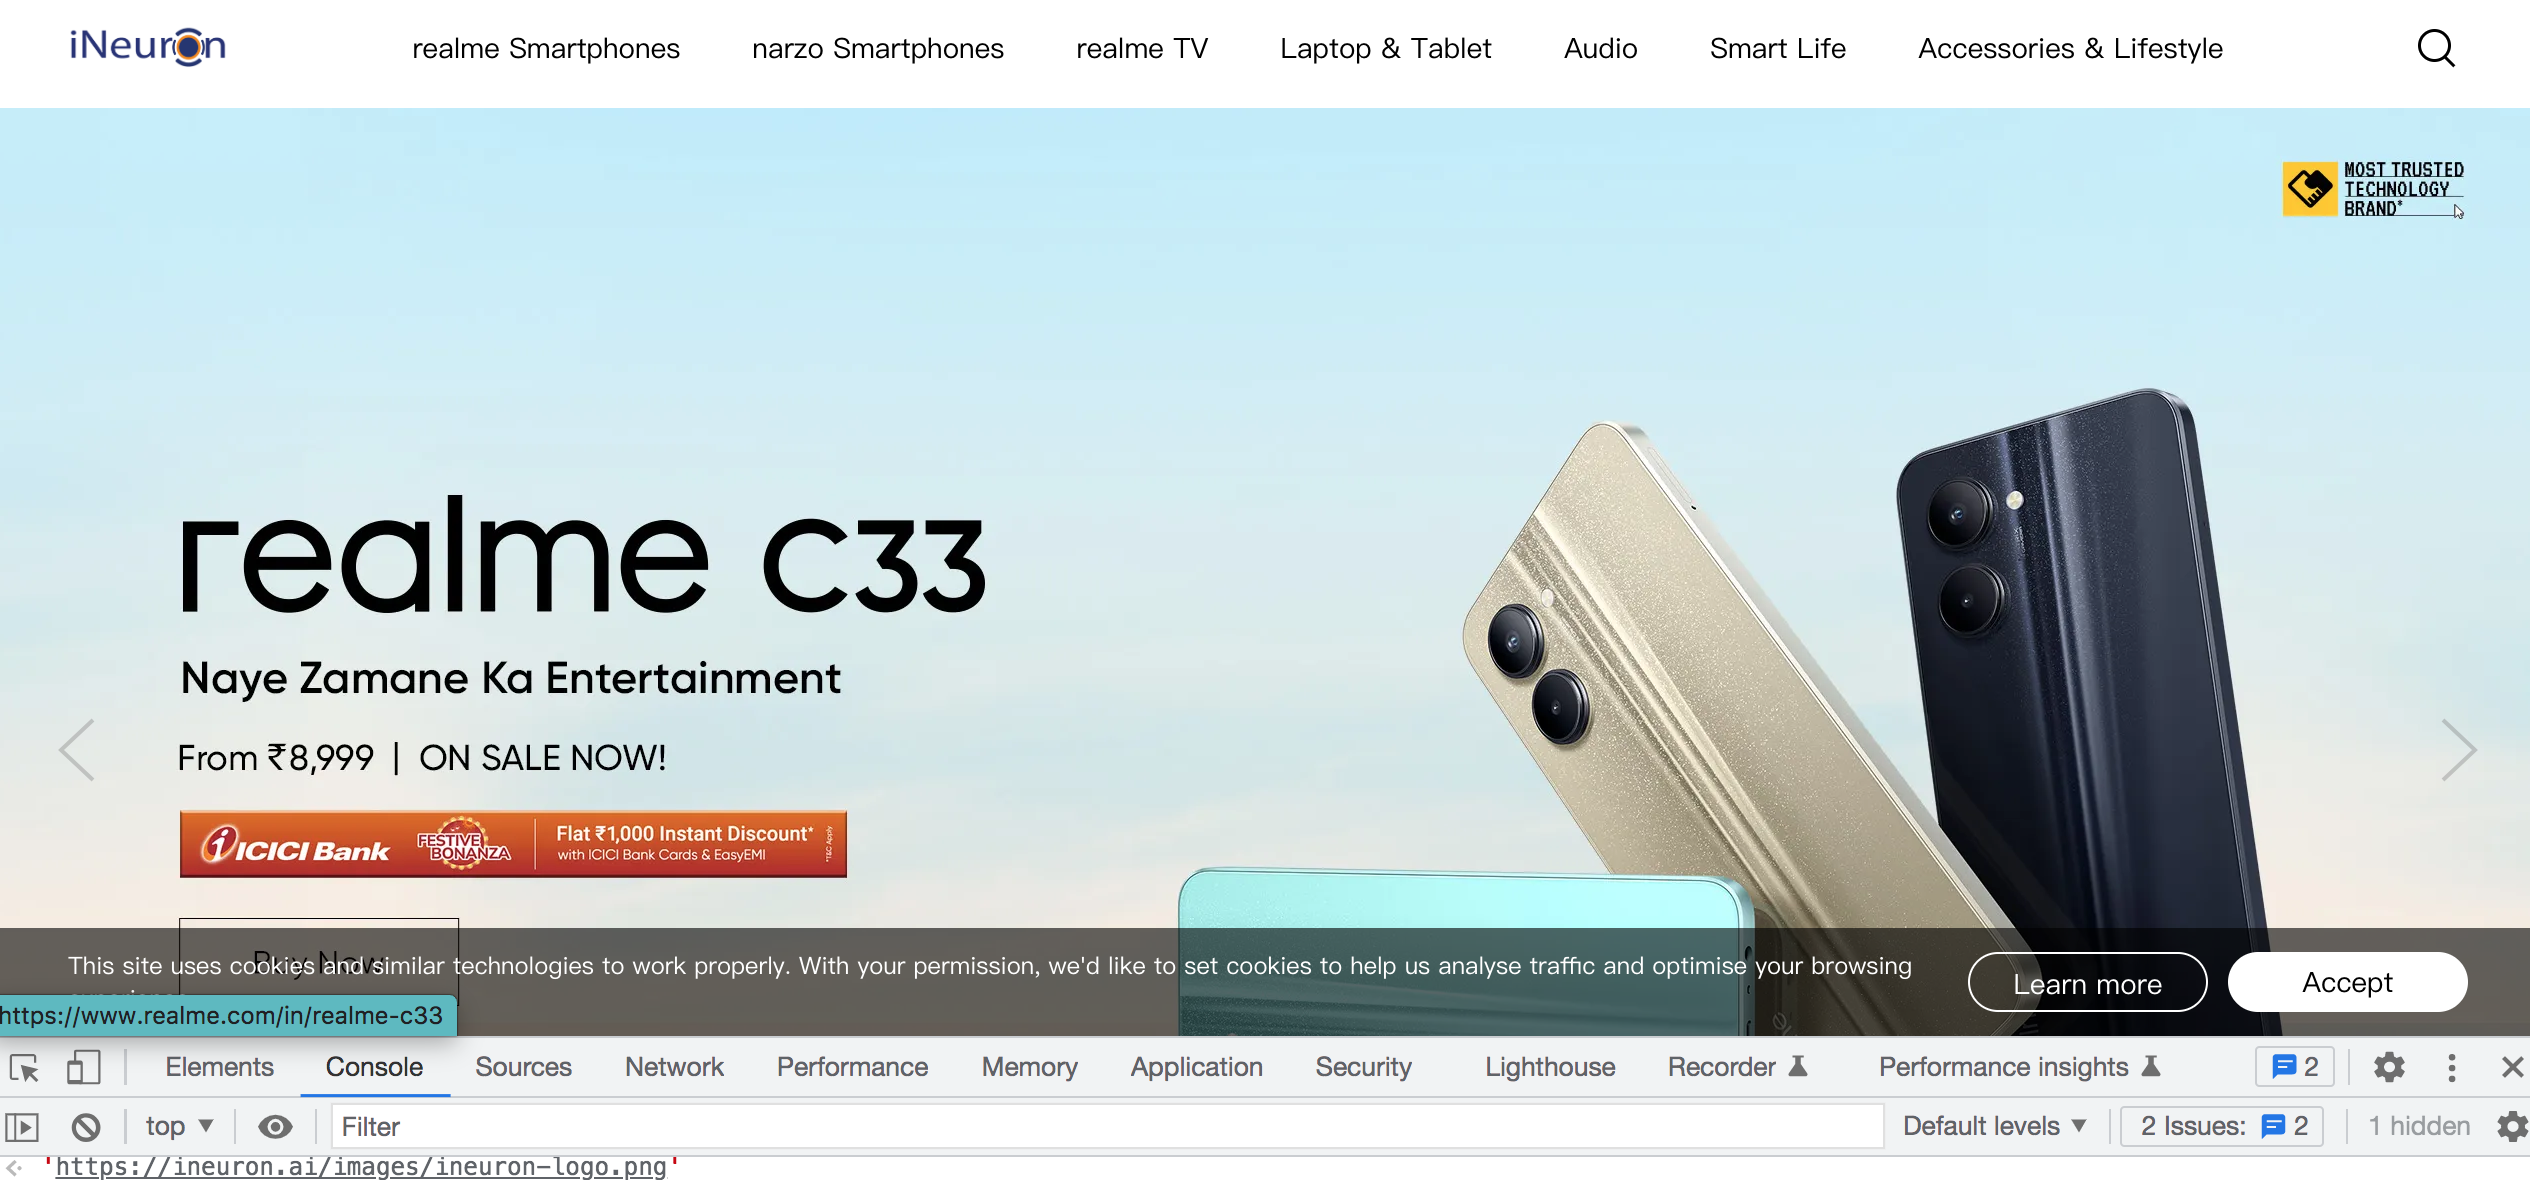 iNeuron
realme Smartphones
narzo Smartphones
realme TV
Laptop & Tablet
Audio
Smart Life
Accessories & Lifestyle
MOST TRUSTED
TECHNOLOGY
BRAND*
realme C33
Naye Zamane Ka Entertainment
From ₹8,999 | ON SALE NOW!
ICICI Bank
FESTIVE
BONANZA
Flat ₹1,000 Instant Discount*
with ICICI Bank Cards & EasyEMI
*T&C Apply
Buy Now
This site uses cookies and similar technologies to work properly. With your permission, we'd like to set cookies to help us analyse traffic and optimise your browsing
Learn more
Accept
https://www.realme.com/in/realme-c33
Elements
Console
Sources
Network
Performance
Memory
Application
Security
Lighthouse
Recorder
Performance insights
2
top
Filter
Default levels
2 Issues: 2
1 hidden
'https://ineuron.ai/images/ineuron-logo.png'